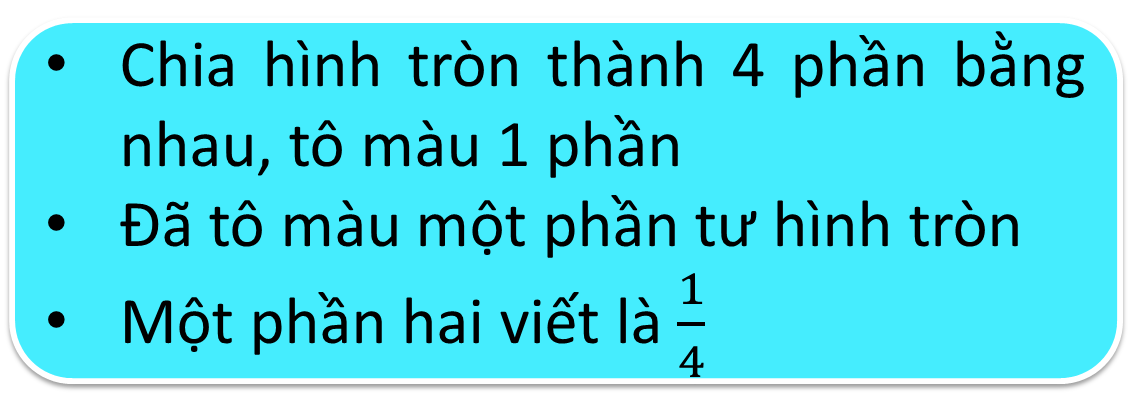 • Chia hình tròn thành 4 phần bằng
nhau, tô màu 1 phần
• Đã tô màu một phần tư hình tròn
• Một phần hai viết là 1/4